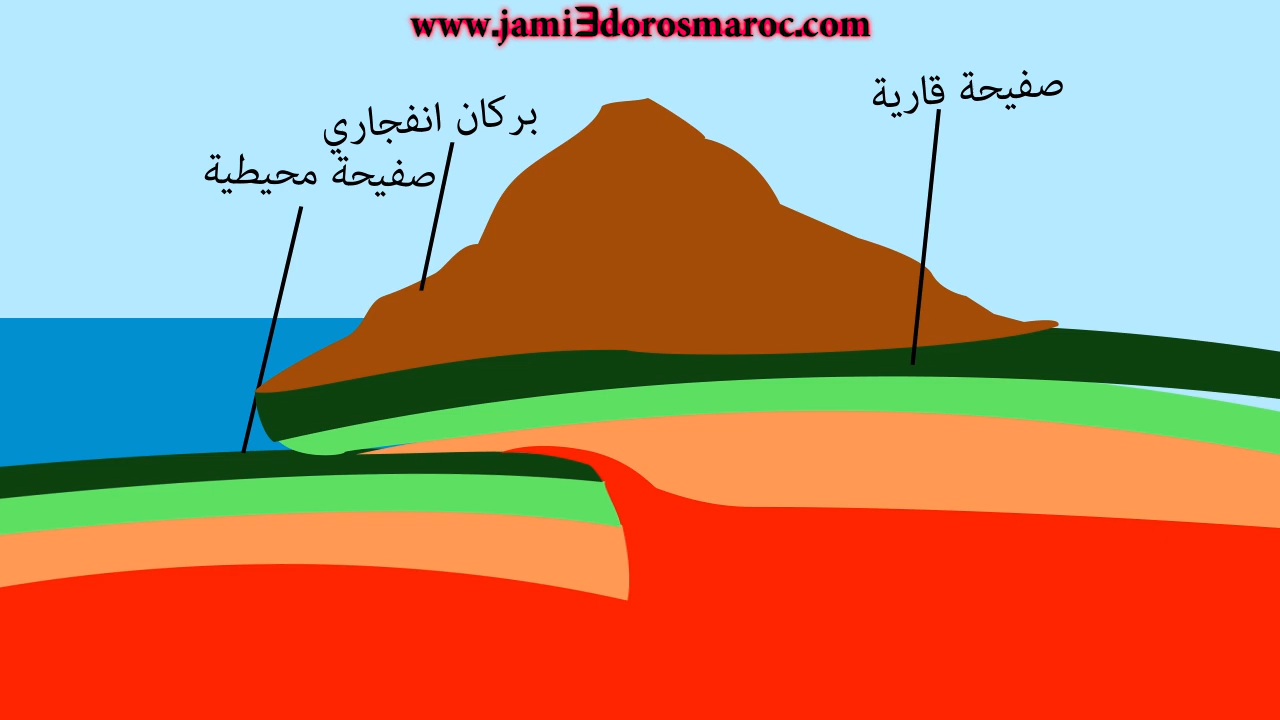 www.jami3dorosmaroc.com
صفيحة قارية
بركان انفجاري
صفيحة محيطية